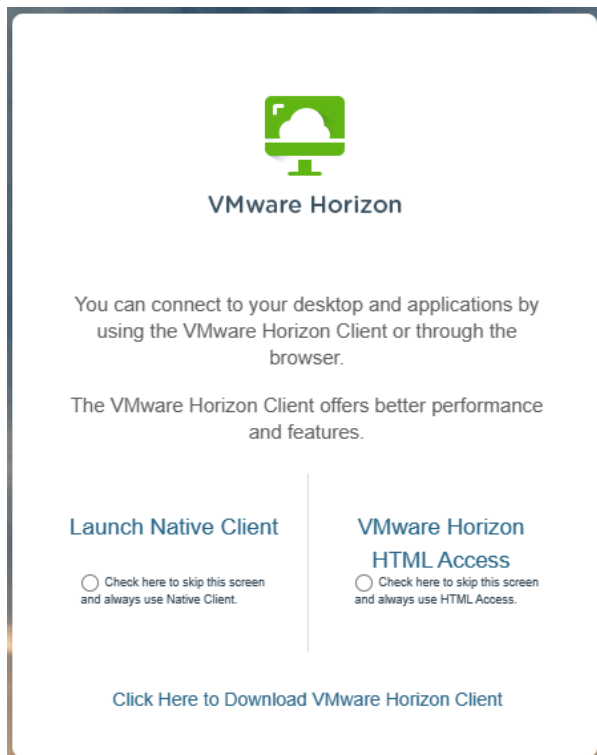 VMware Horizon
You can connect to your desktop and applications by
using the VMware Horizon Client or through the
browser.
The VMware Horizon Client offers better performance
and features.
Launch Native Client
Check here to skip this screen
and always use Native Client.
VMware Horizon
HTML Access
Check here to skip this screen
and always use HTML Access.
Click Here to Download VMware Horizon Client